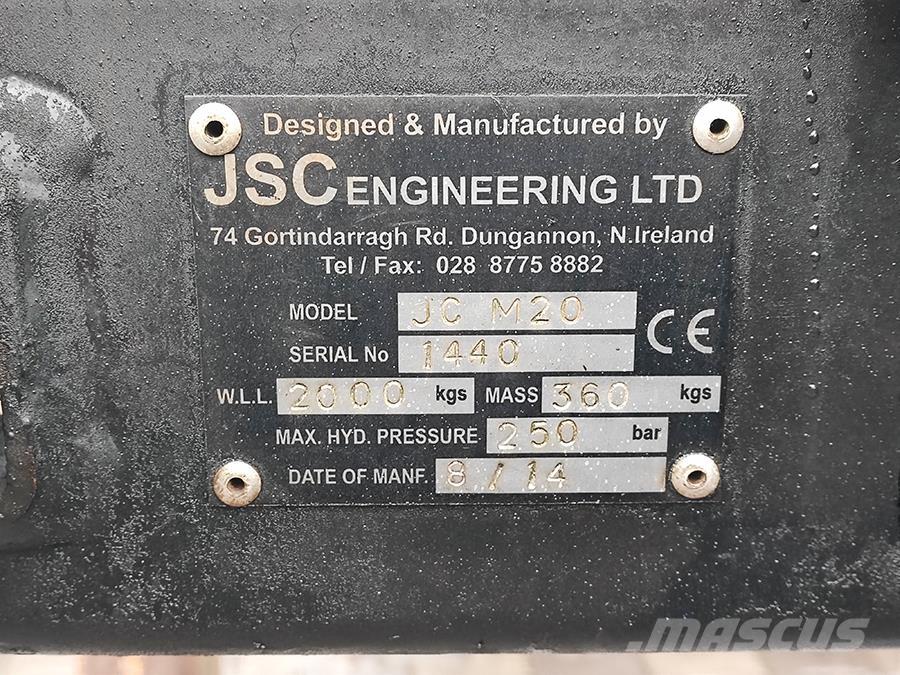 Designed & Manufactured by
JSC ENGINEERING LTD
74 Gortindarragh Rd. Dungannon, N.Ireland
Tel / Fax: 028 8775 8882
MODEL JC M20
SERIAL No 1440
CE
W.L.L. 2000 kgs MASS 360 kgs
MAX. HYD. PRESSURE 250 bar
DATE OF MANF. 8/14
MASCUS